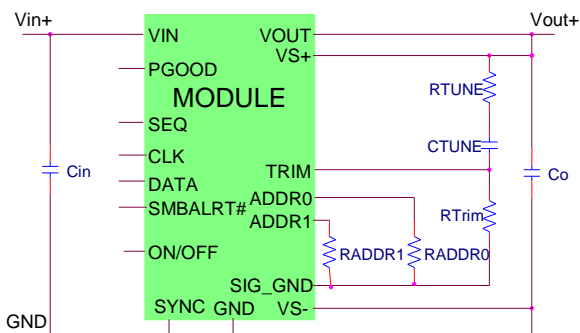 Vin+
Vout+
VIN
VOUT
VS+
PGOOD
RTUNE
MODULE
SEQ
CTUNE
CLK
TRIM
Cin
Co
DATA
ADDR0
SMBALRT#
RTrim
ADDR1
ON/OFF
RADDR1
RADDR0
SIG_GND
SYNC
GND
VS-
GND